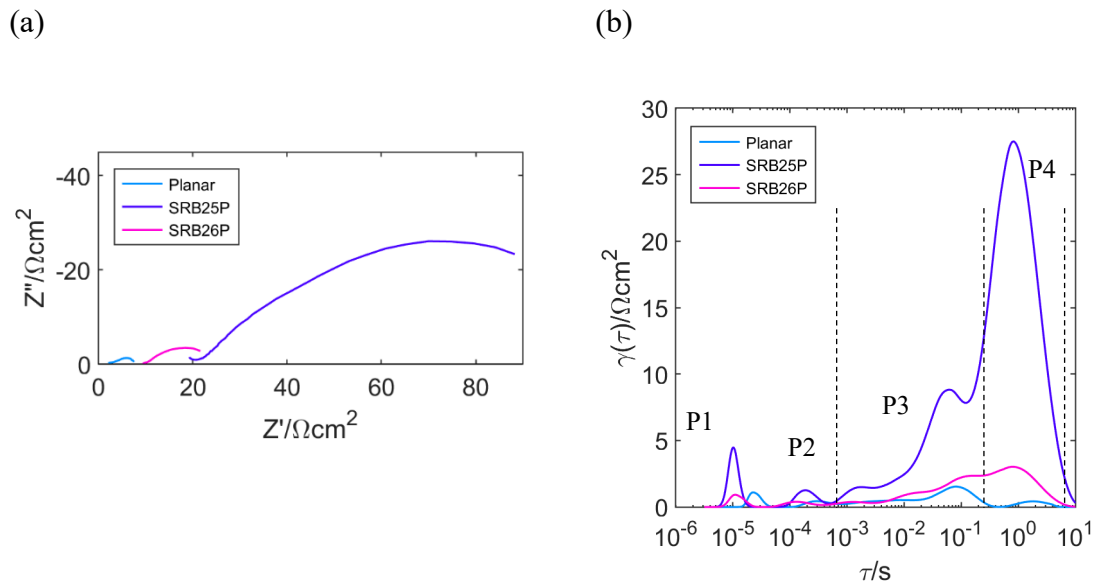 (a)
-40
-20
0
Z''/Ωcm²
Planar
SRB25P
SRB26P
0 20 40 60 80
Z'/Ωcm²
(b)
30
25
20
15
10
5
0
γ(τ)/Ωcm²
Planar
SRB25P
SRB26P
P1
P2
P3
P4
10⁻⁶ 10⁻⁵ 10⁻⁴ 10⁻³ 10⁻² 10⁻¹ 10⁰ 10¹
τ/s